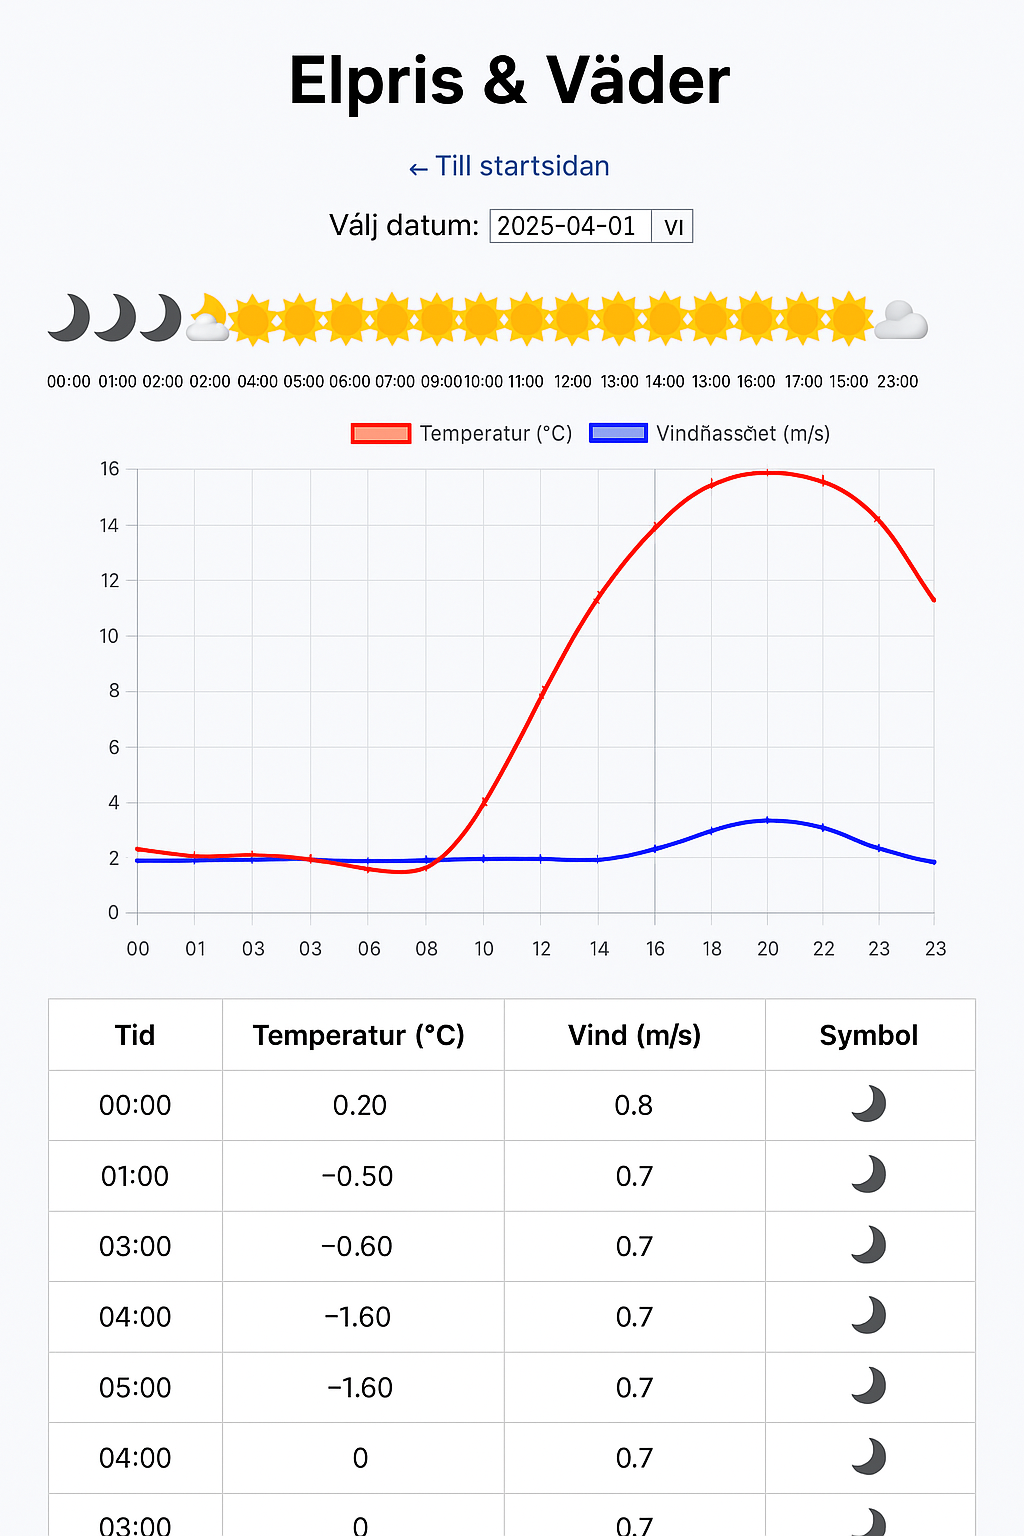 Elpris & Väder
← Till startsidan
Válj datum: 2025-04-01 VI
00:00 01:00 02:00 02:00 04:00 05:00 06:00 07:00 09:00 10:00 11:00 12:00 13:00 14:00 13:00 16:00 17:00 15:00 23:00
Temperatur (°C) (m/s)
16
14
12
10
8
6
4
2
0
00 01 03 03 06 08 10 12 14 16 18 20 22 23 23
Tid Temperatur (°C) Vind (m/s) Symbol
00:00 0.20 0.8
01:00 −0.50 0.7
03:00 −0.60 0.7
04:00 −1.60 0.7
05:00 −1.60 0.7
04:00 0 0.7
03:00 0 0.7